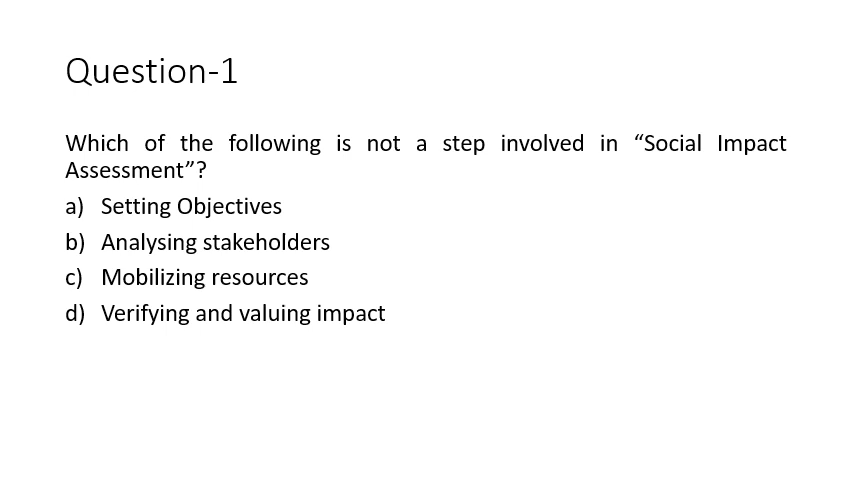 Question-1
Which of the following is not a step involved in “Social Impact
Assessment”?
a) Setting Objectives
b) Analysing stakeholders
c) Mobilizing resources
d) Verifying and valuing impact